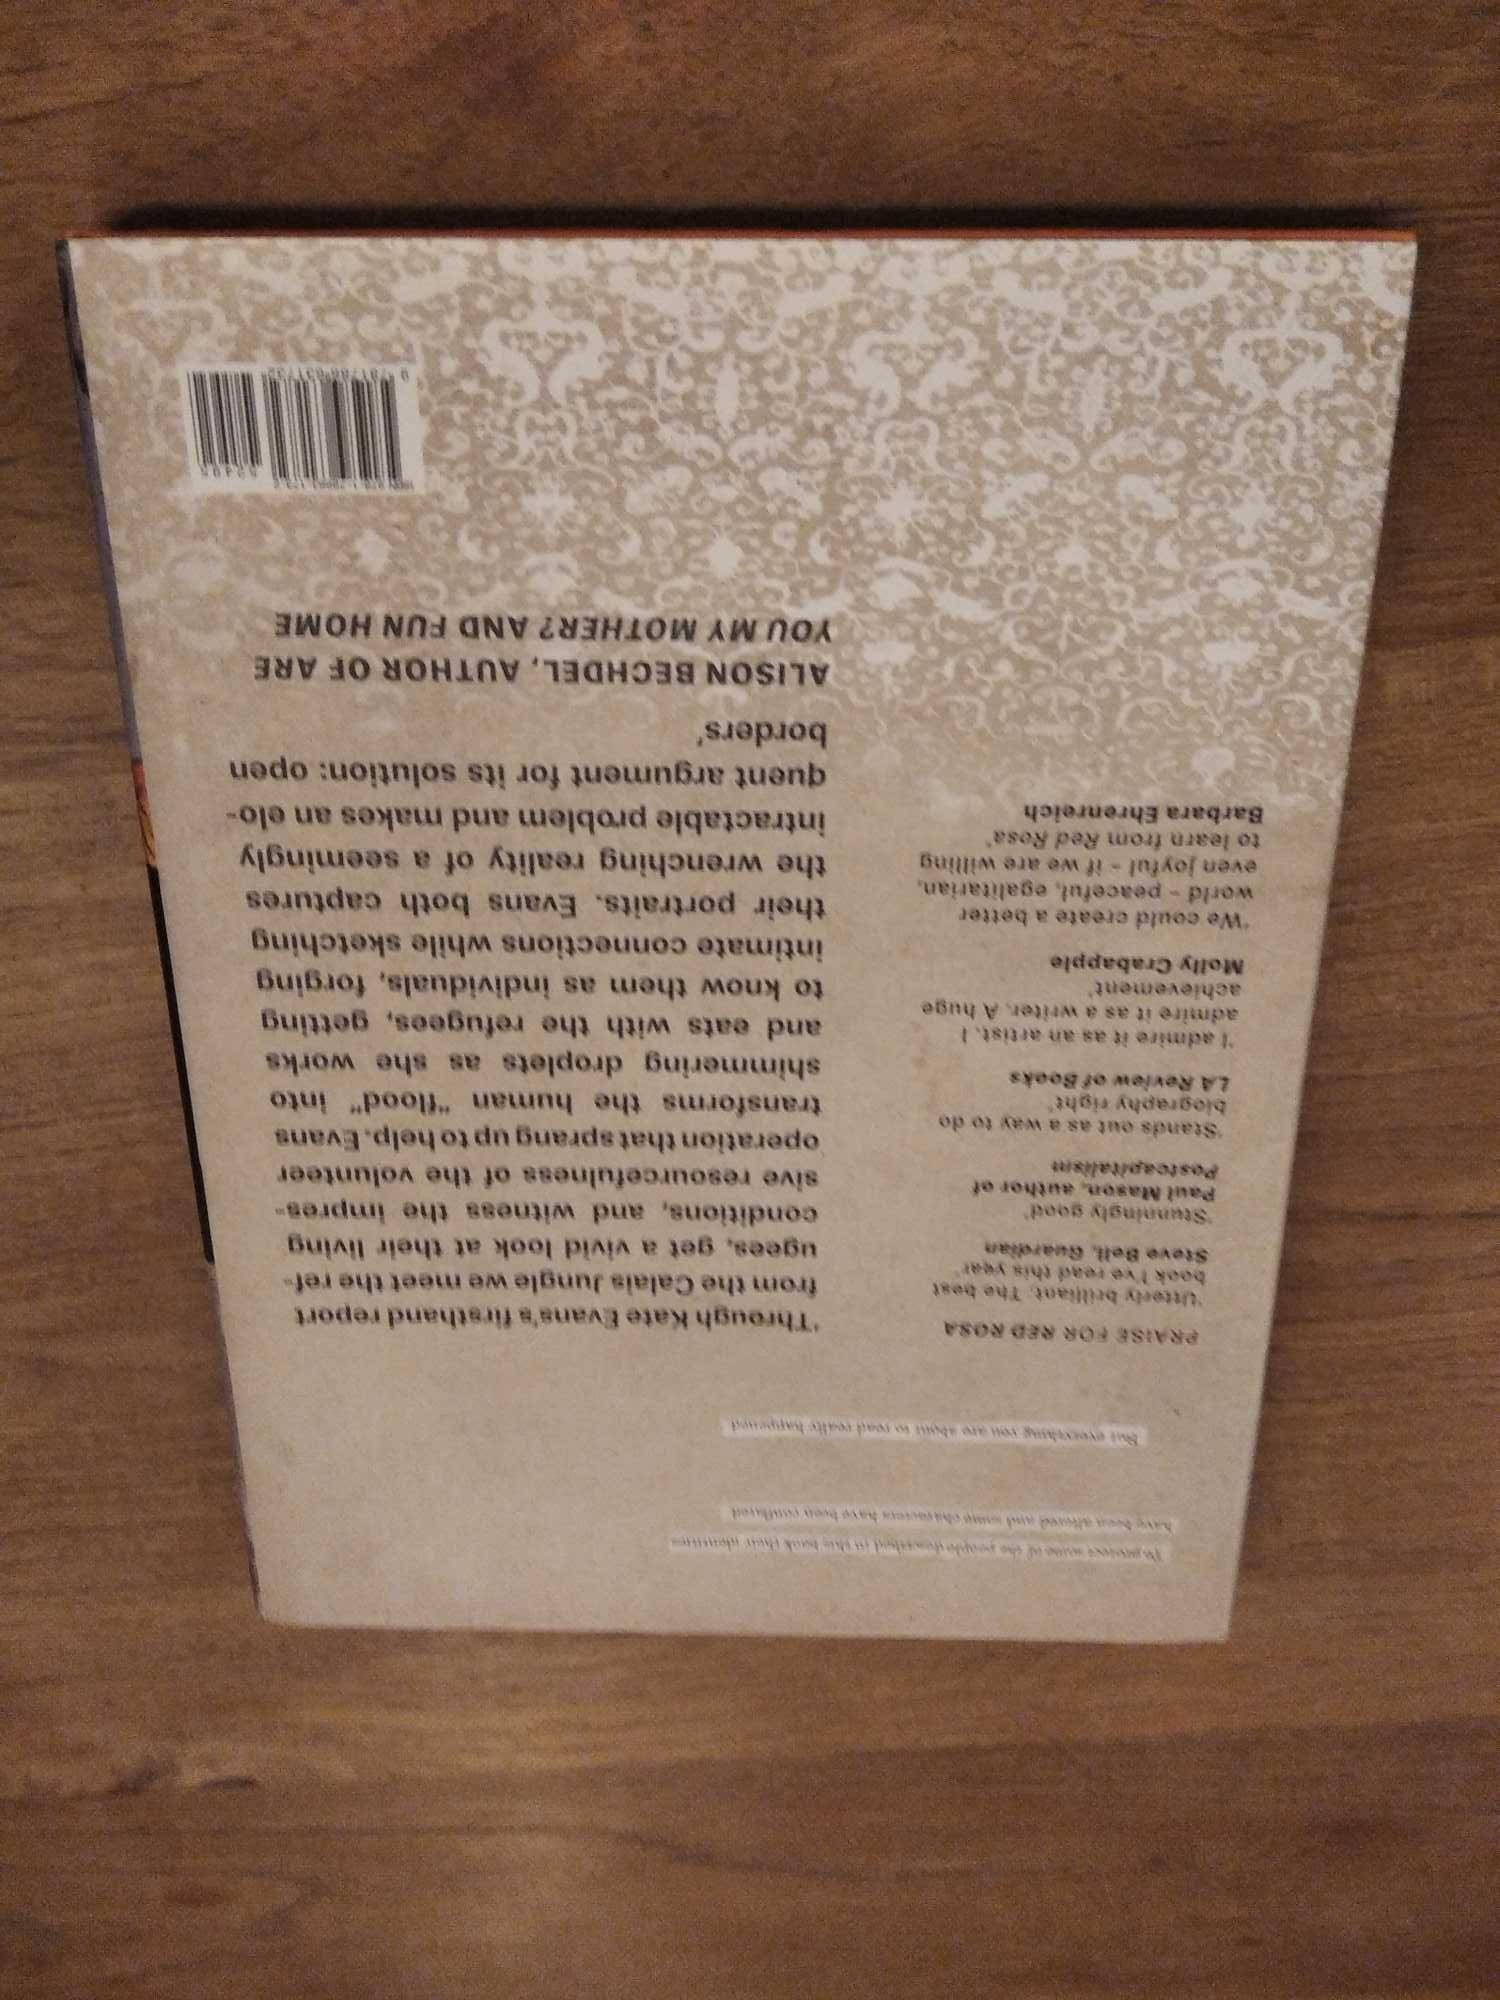 To protect some of the people described in this book their identities
have been altered and some characters have been conflated
But everything you are about to read really happened
PRAISE FOR RED ROSA
'Utterly brilliant. The best
book I've read this year'
Steve Bell, Guardian
'Stunningly good'
Paul Mason, author of
Postcapitalism
'Stands out as a way to do
biography right'
LA Review of Books
'I admire it as an artist. I
admire it as a writer. A huge
achievement'
Molly Crabapple
'We could create a better
world – peaceful, egalitarian,
even joyful – if we are willing
to learn from Red Rosa'
Barbara Ehrenreich
'Through Kate Evans's firsthand report
from the Calais Jungle we meet the ref-
ugees, get a vivid look at their living
conditions, and witness the impres-
sive resourcefulness of the volunteer
operation that sprang up to help. Evans
transforms the human "flood" into
shimmering droplets as she works
and eats with the refugees, getting
to know them as individuals, forging
intimate connections while sketching
their portraits. Evans both captures
the wrenching reality of a seemingly
intractable problem and makes an elo-
quent argument for its solution: open
borders'
ALISON BECHDEL, AUTHOR OF ARE
YOU MY MOTHER? AND FUN HOME
ISBN 978-1-78663-173-2
9 781786 631732